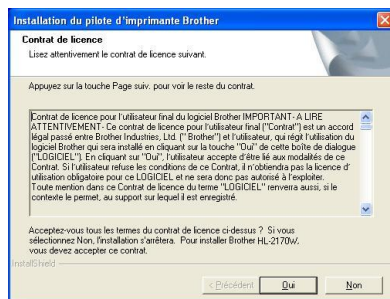 Installation du pilote d'imprimante Brother
Contrat de licence
Lisez attentivement le contrat de licence suivant.
Appuyez sur la touche Page suiv. pour voir le reste du contrat.
Contrat de licence pour l'utilisateur final du logiciel Brother IMPORTANT- A LIRE
ATTENTIVEMENT- Ce contrat de licence pour l'utilisateur final ("Contrat") est un accord
légal passé entre Brother Industries, Ltd. (" Brother") et l'utilisateur, qui régit l'utilisation du
logiciel Brother qui sera installé en cliquant sur la touche "Oui" de cette boîte de dialogue
("LOGICIEL"). En cliquant sur "Oui", l'utilisateur accepte d'être lié aux modalités de ce
Contrat. Si l'utilisateur refuse les conditions de ce Contrat, il n'obtiendra pas la licence d'
utilisation obligatoire pour ce LOGICIEL et ne sera donc pas autorisé à l'exploiter.
Toute mention dans ce Contrat de licence du terme "LOGICIEL" renverra aussi, si le
contexte le permet, au support sur lequel il est enregistré.
Acceptez-vous tous les termes du contrat de licence ci-dessus ? Si vous
sélectionnez Non, l'installation s'arrêtera. Pour installer Brother HL-2170W,
vous devez accepter ce contrat.
InstallShield
< Précédent
Oui
Non